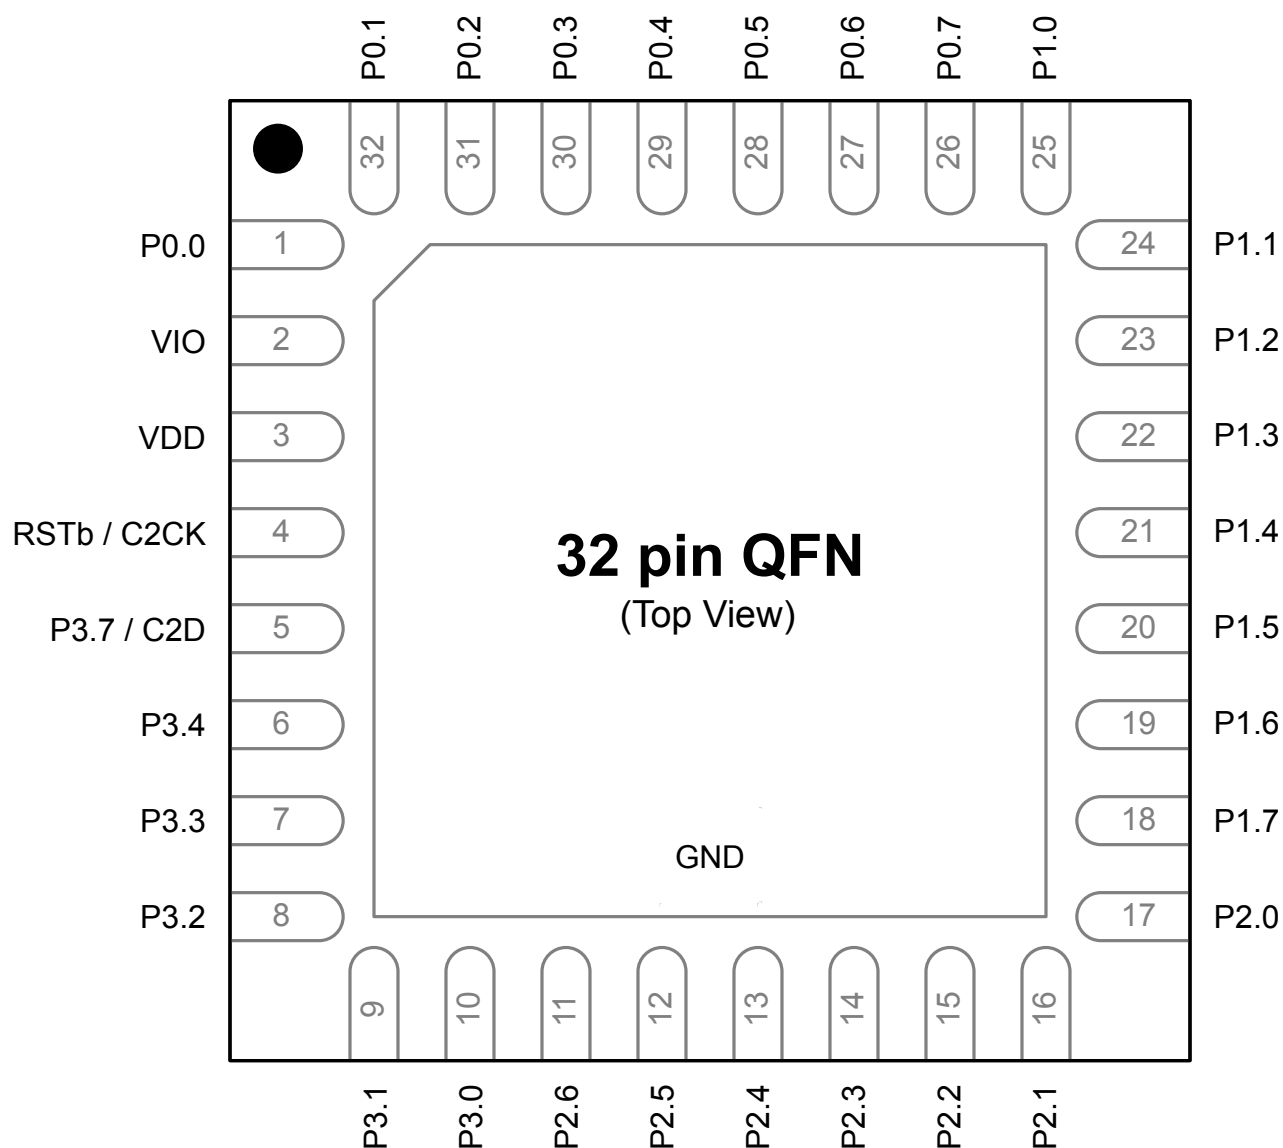 P0.1 P0.2 P0.3 P0.4 P0.5 P0.6 P0.7 P1.0
32 31 30 29 28 27 26 25
P0.0 1 24 P1.1
VIO 2 23 P1.2
VDD 3 22 P1.3
RSTb / C2CK 4 21 P1.4
32 pin QFN
(Top View)
P3.7 / C2D 5 20 P1.5
P3.4 6 19 P1.6
P3.3 7 18 P1.7
GND
P3.2 8 17 P2.0
9 10 11 12 13 14 15 16
P3.1 P3.0 P2.6 P2.5 P2.4 P2.3 P2.2 P2.1